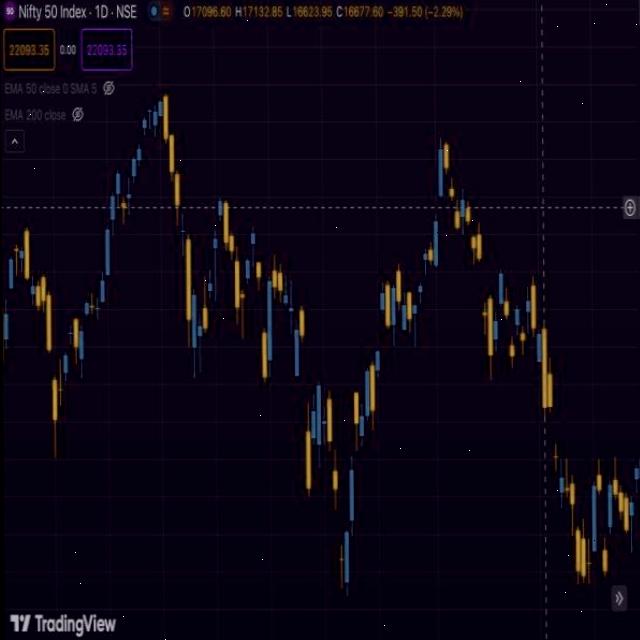 Nifty 50 Index · 1D · NSE O17096.60 H17132.85 L16623.95 C16677.60 −391.50 (−2.29%)
22093.35 0.00 22093.35
EMA 50 close 0 SMA 5
EMA 200 close
TradingView